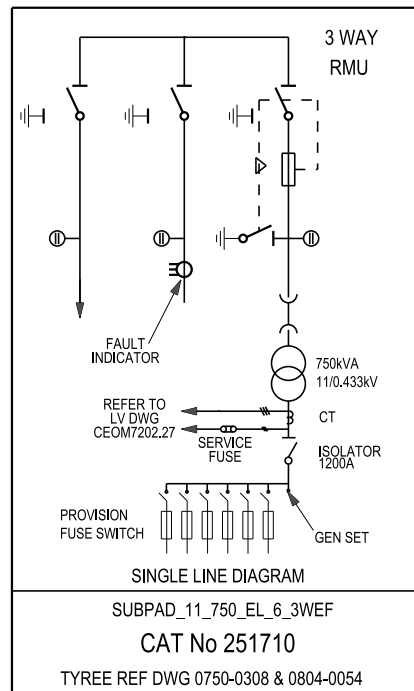 3 WAY
RMU
FAULT
INDICATOR
750kVA
11/0.433kV
REFER TO
LV DWG
CEOM7202.27
CT
SERVICE
FUSE
ISOLATOR
1200A
PROVISION
FUSE SWITCH
GEN SET
SINGLE LINE DIAGRAM
SUBPAD_11_750_EL_6_3WEF
CAT No 251710
TYREE REF DWG 0750-0308 & 0804-0054